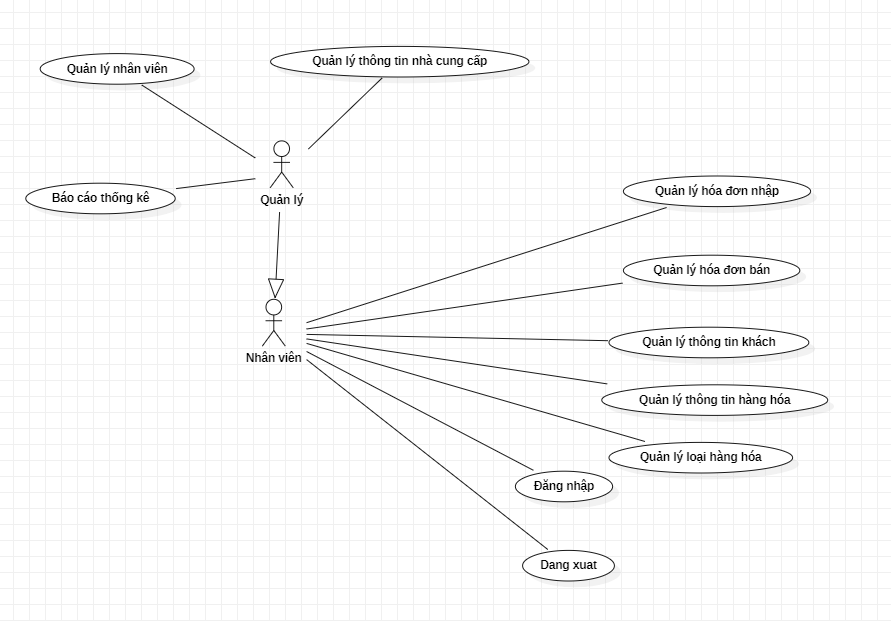 Quản lý thông tin nhà cung cấp
Quản lý nhân viên
Báo cáo thống kê
Quản lý
Quản lý hóa đơn nhập
Quản lý hóa đơn bán
Quản lý thông tin khách
Nhân viên
Quản lý thông tin hàng hóa
Quản lý loại hàng hóa
Đăng nhập
Dang xuat